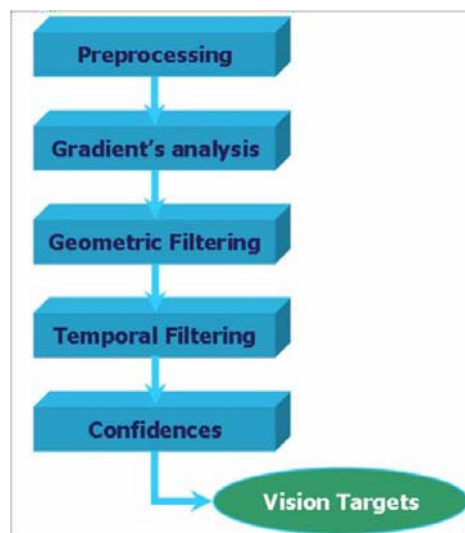 Preprocessing
Gradient's analysis
Geometric Filtering
Temporal Filtering
Confidences
Vision Targets